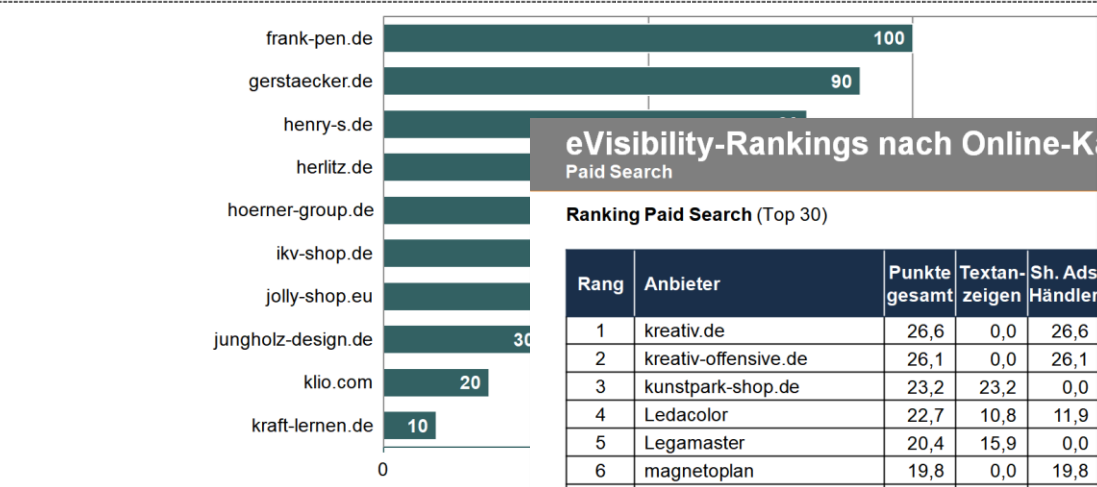 frank-pen.de 100
gerstaecker.de 90
henry-s.de
herlitz.de
hoerner-group.de
ikv-shop.de
jolly-shop.eu
jungholz-design.de 30
klio.com 20
kraft-lernen.de 10
0
eVisibility-Rankings nach Online-Ka
Paid Search
Ranking Paid Search (Top 30)
Rang Anbieter Punkte gesamt Textan-zeigen Sh. Ads Händler
1 kreativ.de 26,6 0,0 26,6
2 kreativ-offensive.de 26,1 0,0 26,1
3 kunstpark-shop.de 23,2 23,2 0,0
4 Ledacolor 22,7 10,8 11,9
5 Legamaster 20,4 15,9 0,0
6 magnetoplan 19,8 0,0 19,8